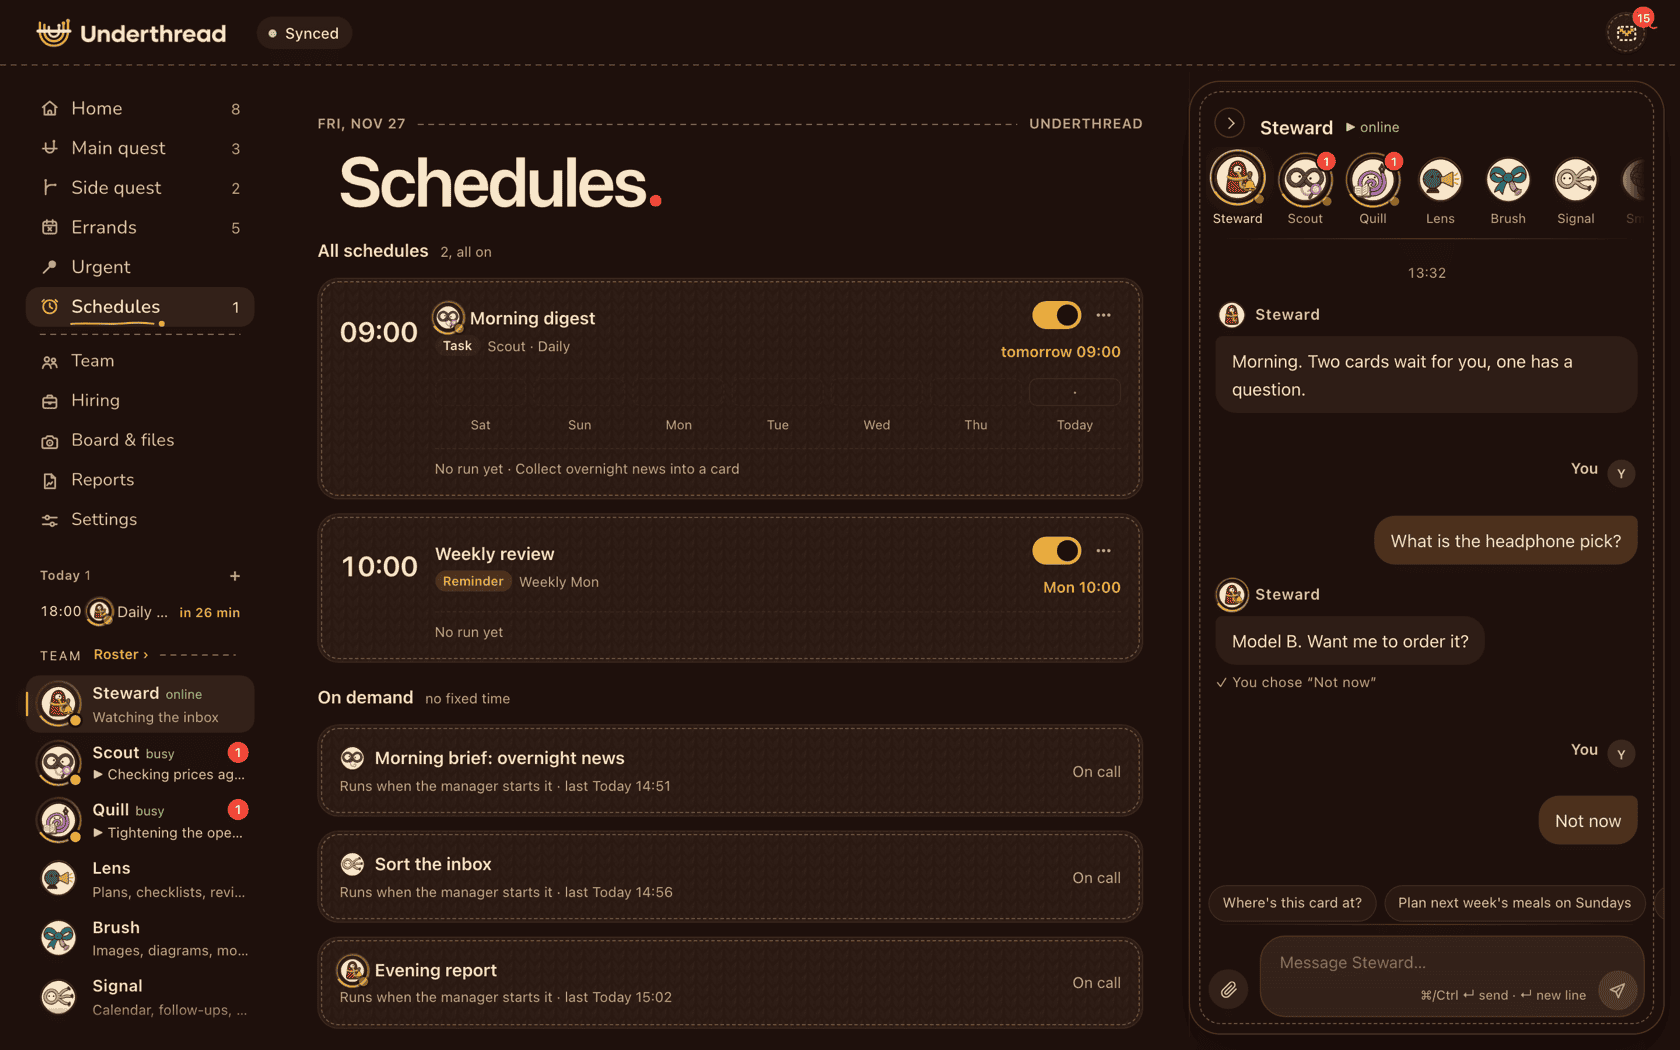 Underthread
Synced
15
Home 8
Main quest 3
Side quest 2
Errands 5
Urgent
Schedules 1
Team
Hiring
Board & files
Reports
Settings
Today 1 +
18:00 Daily ... in 26 min
TEAM Roster ›
Steward online
Watching the inbox
Scout busy 1
▶ Checking prices ag...
Quill busy 1
▶ Tightening the ope...
Lens
Plans, checklists, revi...
Brush
Images, diagrams, mo...
Signal
Calendar, follow-ups, ...
FRI, NOV 27 UNDERTHREAD
Schedules.
All schedules 2, all on
09:00 Morning digest
Task Scout · Daily
tomorrow 09:00
Sat Sun Mon Tue Wed Thu Today
No run yet · Collect overnight news into a card
10:00 Weekly review
Reminder Weekly Mon
Mon 10:00
No run yet
On demand no fixed time
Morning brief: overnight news
Runs when the manager starts it · last Today 14:51
On call
Sort the inbox
Runs when the manager starts it · last Today 14:56
On call
Evening report
Runs when the manager starts it · last Today 15:02
On call
Steward ▶ online
1 1
Steward Scout Quill Lens Brush Signal
13:32
Steward
Morning. Two cards wait for you, one has a
question.
You Y
What is the headphone pick?
Steward
Model B. Want me to order it?
✓ You chose “Not now”
You Y
Not now
Where's this card at? Plan next week's meals on Sundays
Message Steward...
⌘/Ctrl ↵ send · ↵ new line